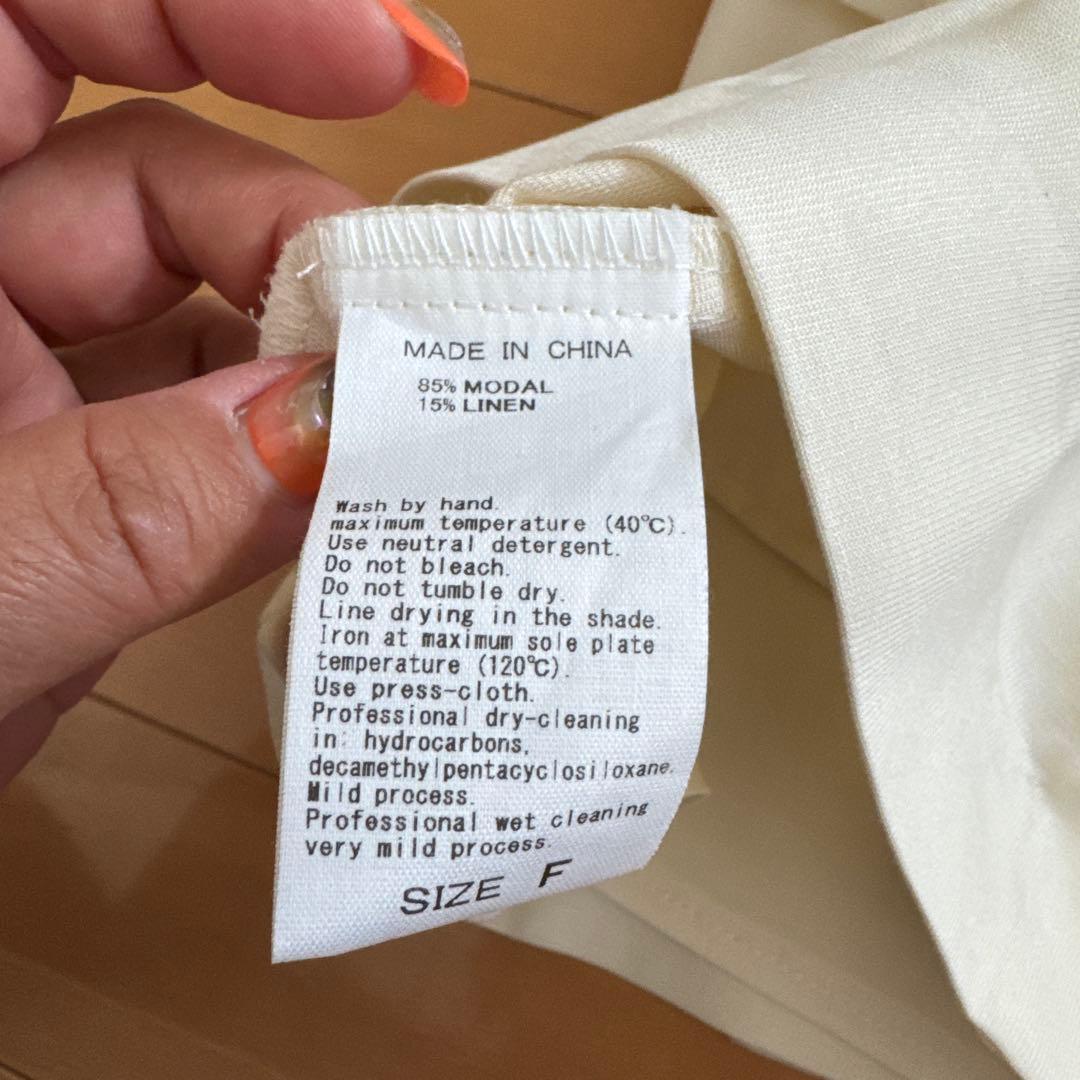 MADE IN CHINA
85% MODAL
15% LINEN
Wash by hand.
maximum temperature (40℃).
Use neutral detergent.
Do not bleach.
Do not tumble dry.
Line drying in the shade.
Iron at maximum sole plate
temperature (120℃).
Use press-cloth.
Professional dry-cleaning
in: hydrocarbons,
decamethylpentacyclosiloxane.
Mild process.
Professional wet cleaning
very mild process.
SIZE F